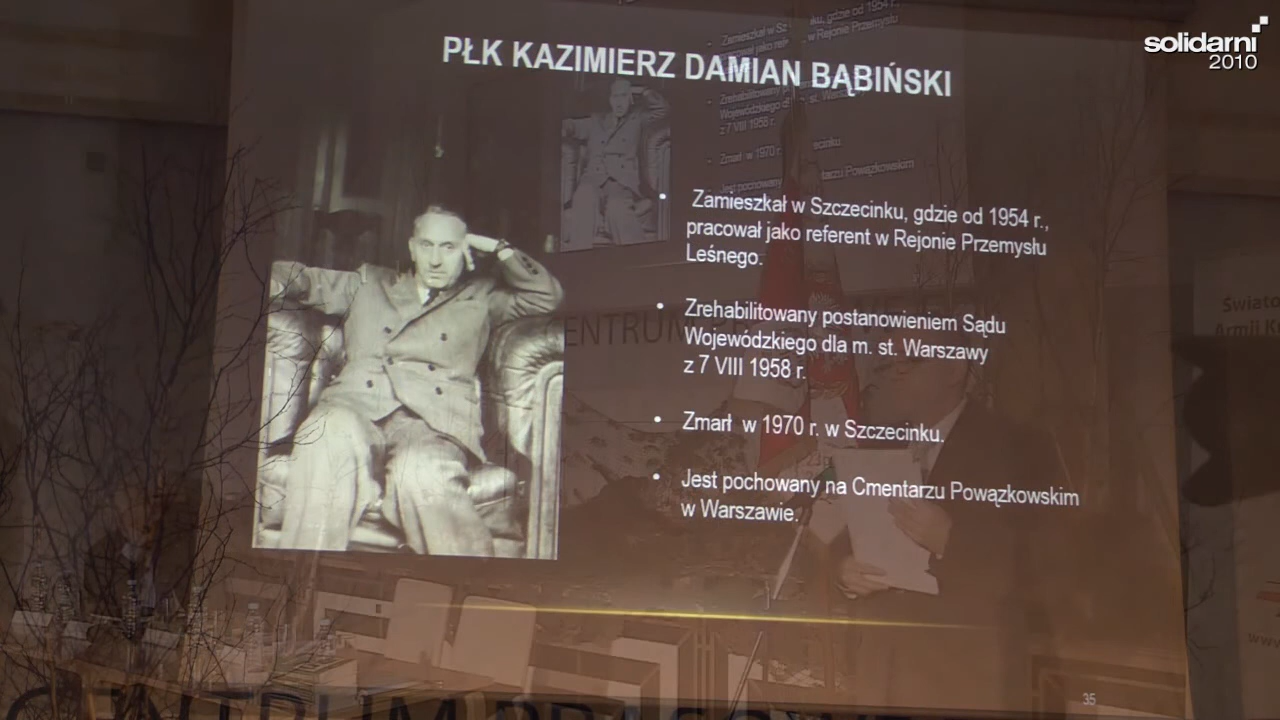 solidarni
2010
PŁK KAZIMIERZ DAMIAN BĄBIŃSKI
• Zamieszkał w Szczecinku, gdzie od 1954 r.,
pracował jako referent w Rejonie Przemysłu
Leśnego.
• Zrehabilitowany postanowieniem Sądu
Wojewódzkiego dla m. st. Warszawy
z 7 VIII 1958 r.
• Zmarł w 1970 r. w Szczecinku.
• Jest pochowany na Cmentarzu Powązkowskim
w Warszawie.
35